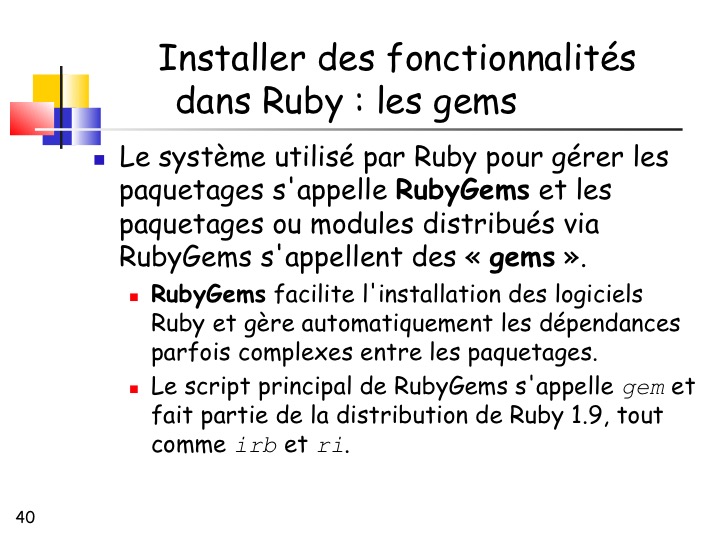 Installer des fonctionnalités
dans Ruby : les gems
Le système utilisé par Ruby pour gérer les
paquetages s'appelle RubyGems et les
paquetages ou modules distribués via
RubyGems s'appellent des « gems ».
RubyGems facilite l'installation des logiciels
Ruby et gère automatiquement les dépendances
parfois complexes entre les paquetages.
Le script principal de RubyGems s'appelle gem et
fait partie de la distribution de Ruby 1.9, tout
comme irb et ri.
40